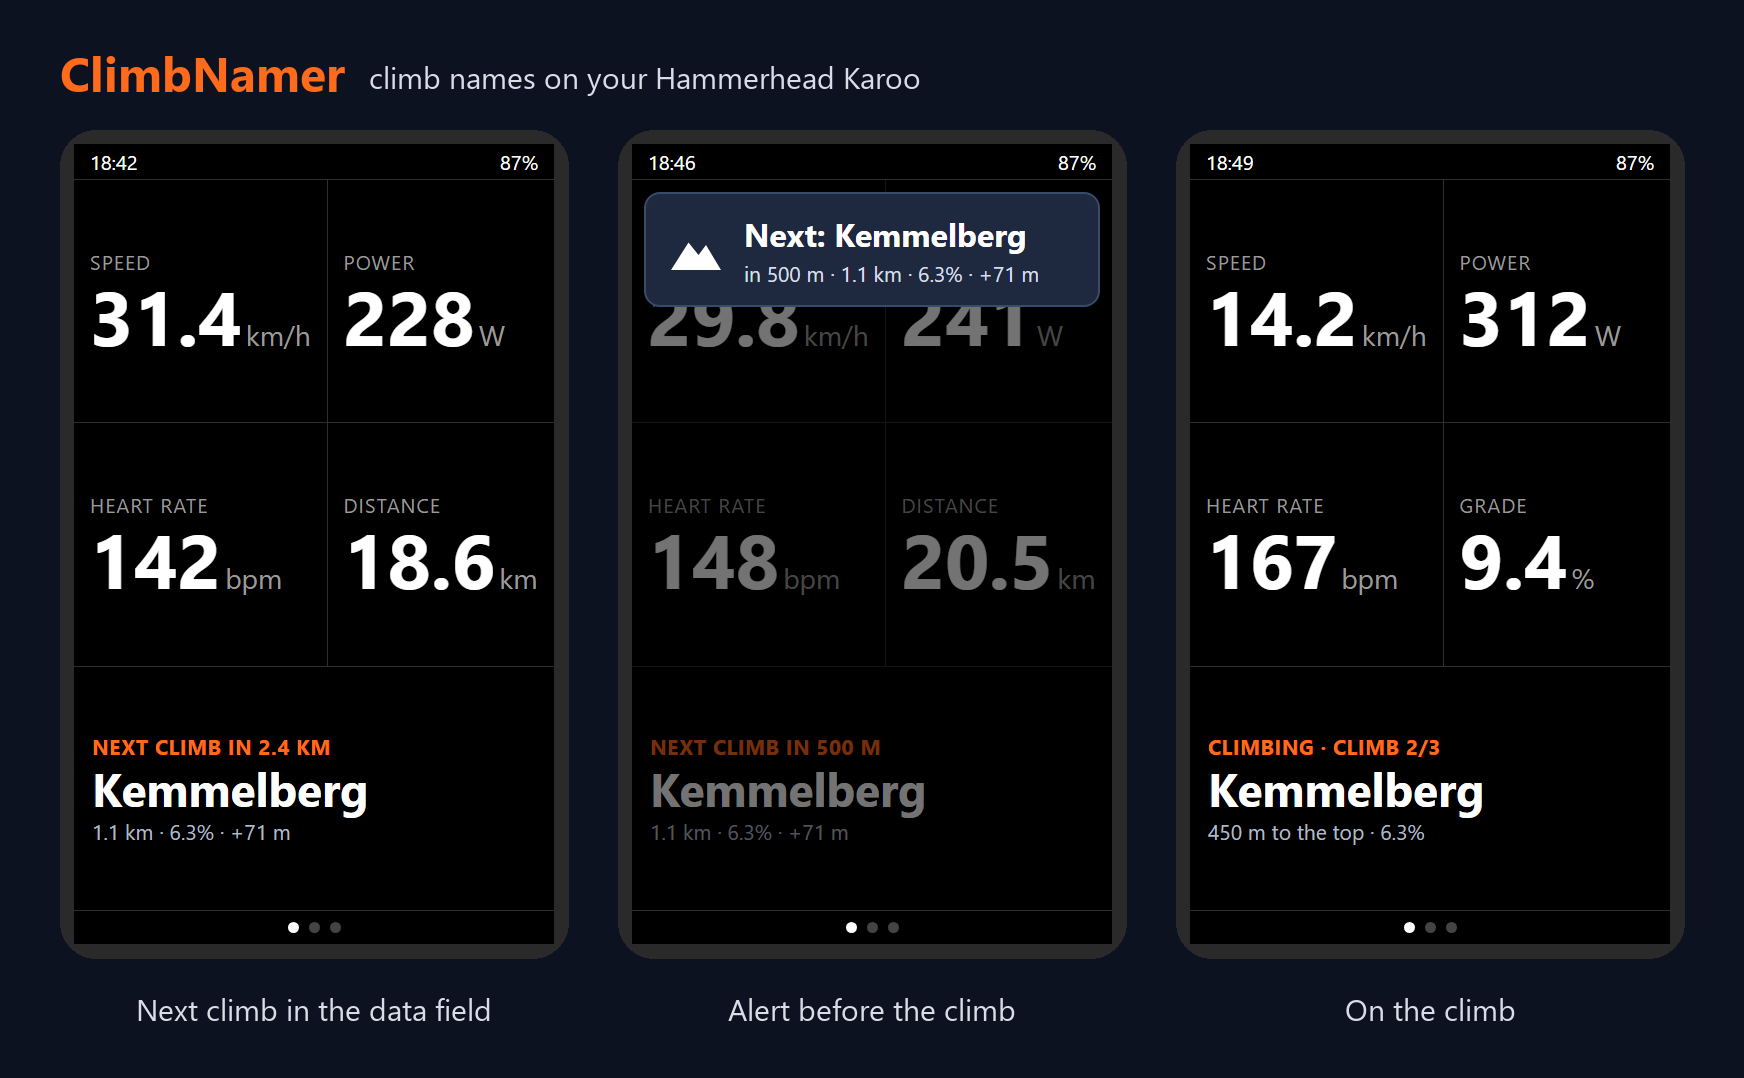 ClimbNamer climb names on your Hammerhead Karoo
18:42 87%
SPEED POWER
31.4 km/h 228 W
HEART RATE DISTANCE
142 bpm 18.6 km
NEXT CLIMB IN 2.4 KM
Kemmelberg
1.1 km · 6.3% · +71 m
Next climb in the data field
18:46 87%
Next: Kemmelberg
in 500 m · 1.1 km · 6.3% · +71 m
29.8 km/h 241 W
HEART RATE DISTANCE
148 bpm 20.5 km
NEXT CLIMB IN 500 M
Kemmelberg
1.1 km · 6.3% · +71 m
Alert before the climb
18:49 87%
SPEED POWER
14.2 km/h 312 W
HEART RATE GRADE
167 bpm 9.4 %
CLIMBING · CLIMB 2/3
Kemmelberg
450 m to the top · 6.3%
On the climb